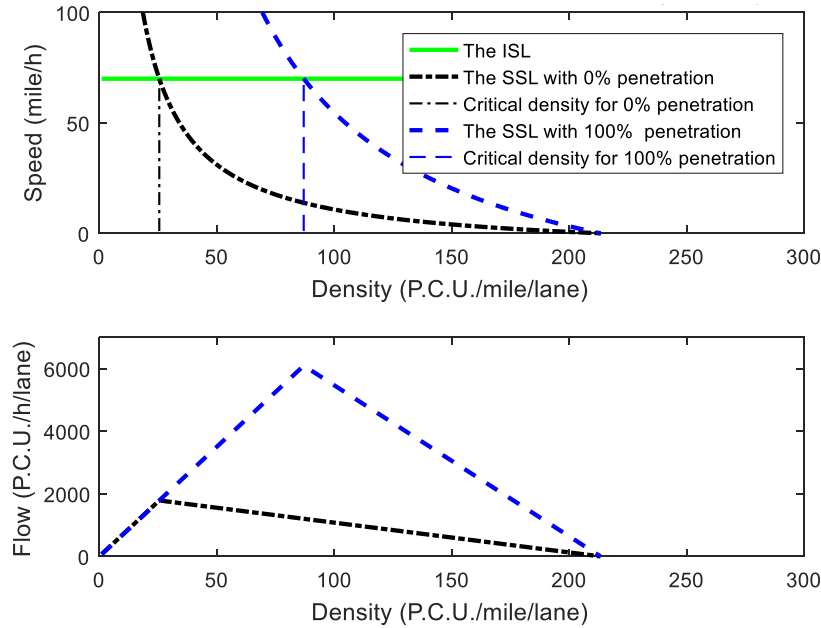 100
50
0
Speed (mile/h)
The ISL
The SSL with 0% penetration
Critical density for 0% penetration
The SSL with 100%  penetration
Critical density for 100% penetration
0 50 100 150 200 250 300
Density (P.C.U./mile/lane)
6000
4000
2000
0
Flow (P.C.U./h/lane)
0 50 100 150 200 250 300
Density (P.C.U./mile/lane)